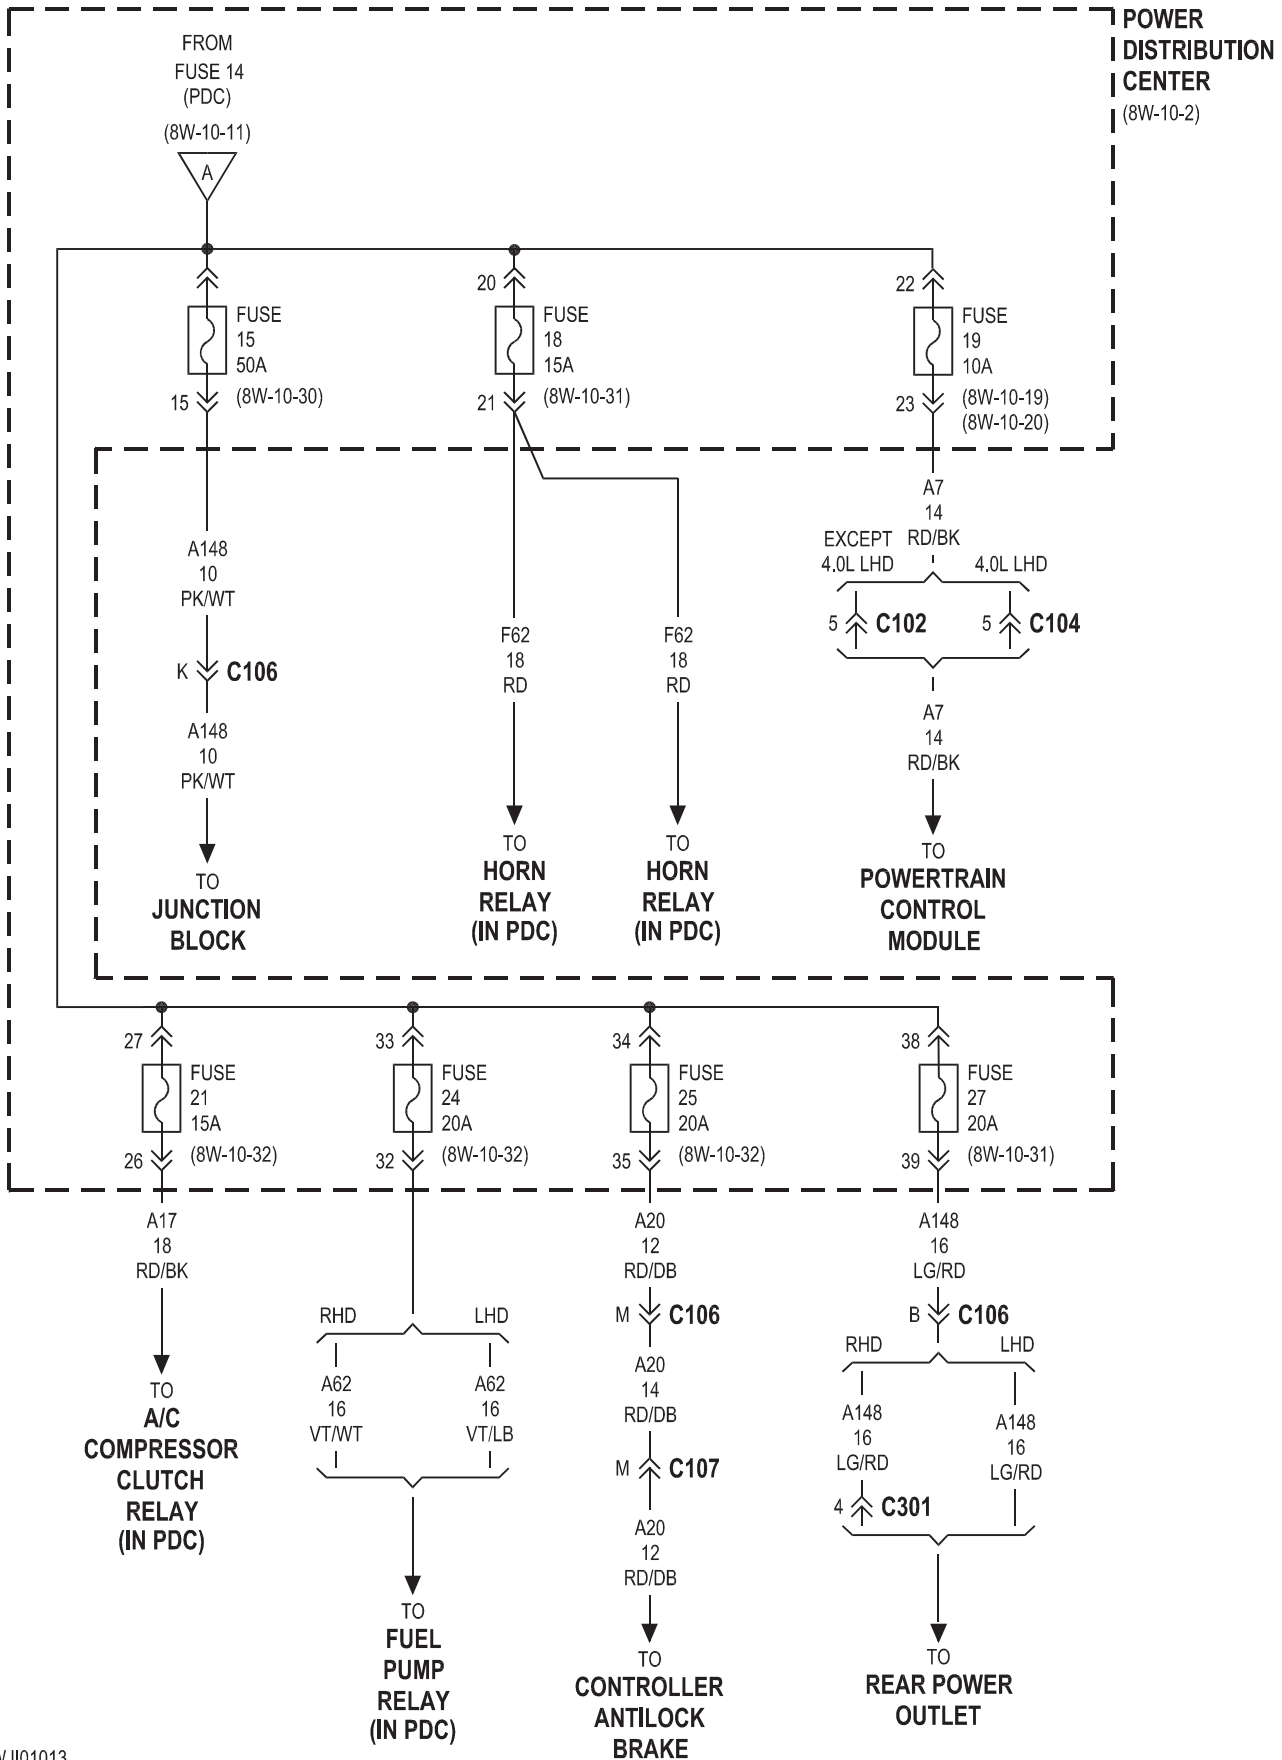 POWER
DISTRIBUTION
CENTER
(8W-10-2)
FROM
FUSE 14
(PDC)
(8W-10-11)
A
FUSE
15
50A
(8W-10-30)
15
20
FUSE
18
15A
(8W-10-31)
21
22
FUSE
19
10A
(8W-10-19)
(8W-10-20)
23
A148
10
PK/WT
K
C106
A148
10
PK/WT
TO
JUNCTION
BLOCK
F62
18
RD
TO
HORN
RELAY
(IN PDC)
F62
18
RD
TO
HORN
RELAY
(IN PDC)
A7
14
RD/BK
EXCEPT
4.0L LHD
4.0L LHD
5
C102
5
C104
A7
14
RD/BK
TO
POWERTRAIN
CONTROL
MODULE
27
FUSE
21
15A
(8W-10-32)
26
33
FUSE
24
20A
(8W-10-32)
32
34
FUSE
25
20A
(8W-10-32)
35
38
FUSE
27
20A
(8W-10-31)
39
A17
18
RD/BK
TO
A/C
COMPRESSOR
CLUTCH
RELAY
(IN PDC)
RHD
LHD
A62
16
VT/WT
A62
16
VT/LB
TO
FUEL
PUMP
RELAY
(IN PDC)
A20
12
RD/DB
M
C106
A20
14
RD/DB
M
C107
A20
12
RD/DB
TO
CONTROLLER
ANTILOCK
BRAKE
A148
16
LG/RD
B
C106
RHD
LHD
A148
16
LG/RD
4
C301
A148
16
LG/RD
TO
REAR POWER
OUTLET